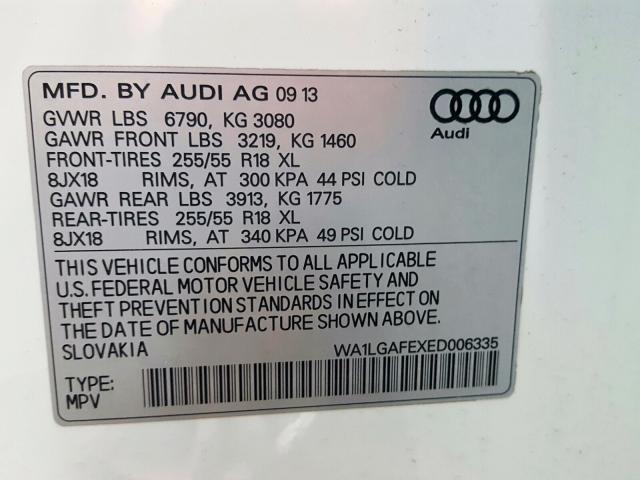 MFD. BY AUDI AG 09 13
Audi
GVWR LBS 6790, KG 3080
GAWR FRONT LBS 3219, KG 1460
FRONT-TIRES 255/55 R18 XL
8JX18 RIMS, AT 300 KPA 44 PSI COLD
GAWR REAR LBS 3913, KG 1775
REAR-TIRES 255/55 R18 XL
8JX18 RIMS, AT 340 KPA 49 PSI COLD
THIS VEHICLE CONFORMS TO ALL APPLICABLE
U.S. FEDERAL MOTOR VEHICLE SAFETY AND
THEFT PREVENTION STANDARDS IN EFFECT ON
THE DATE OF MANUFACTURE SHOWN ABOVE.
SLOVAKIA WA1LGAFEXED006335
TYPE:
MPV